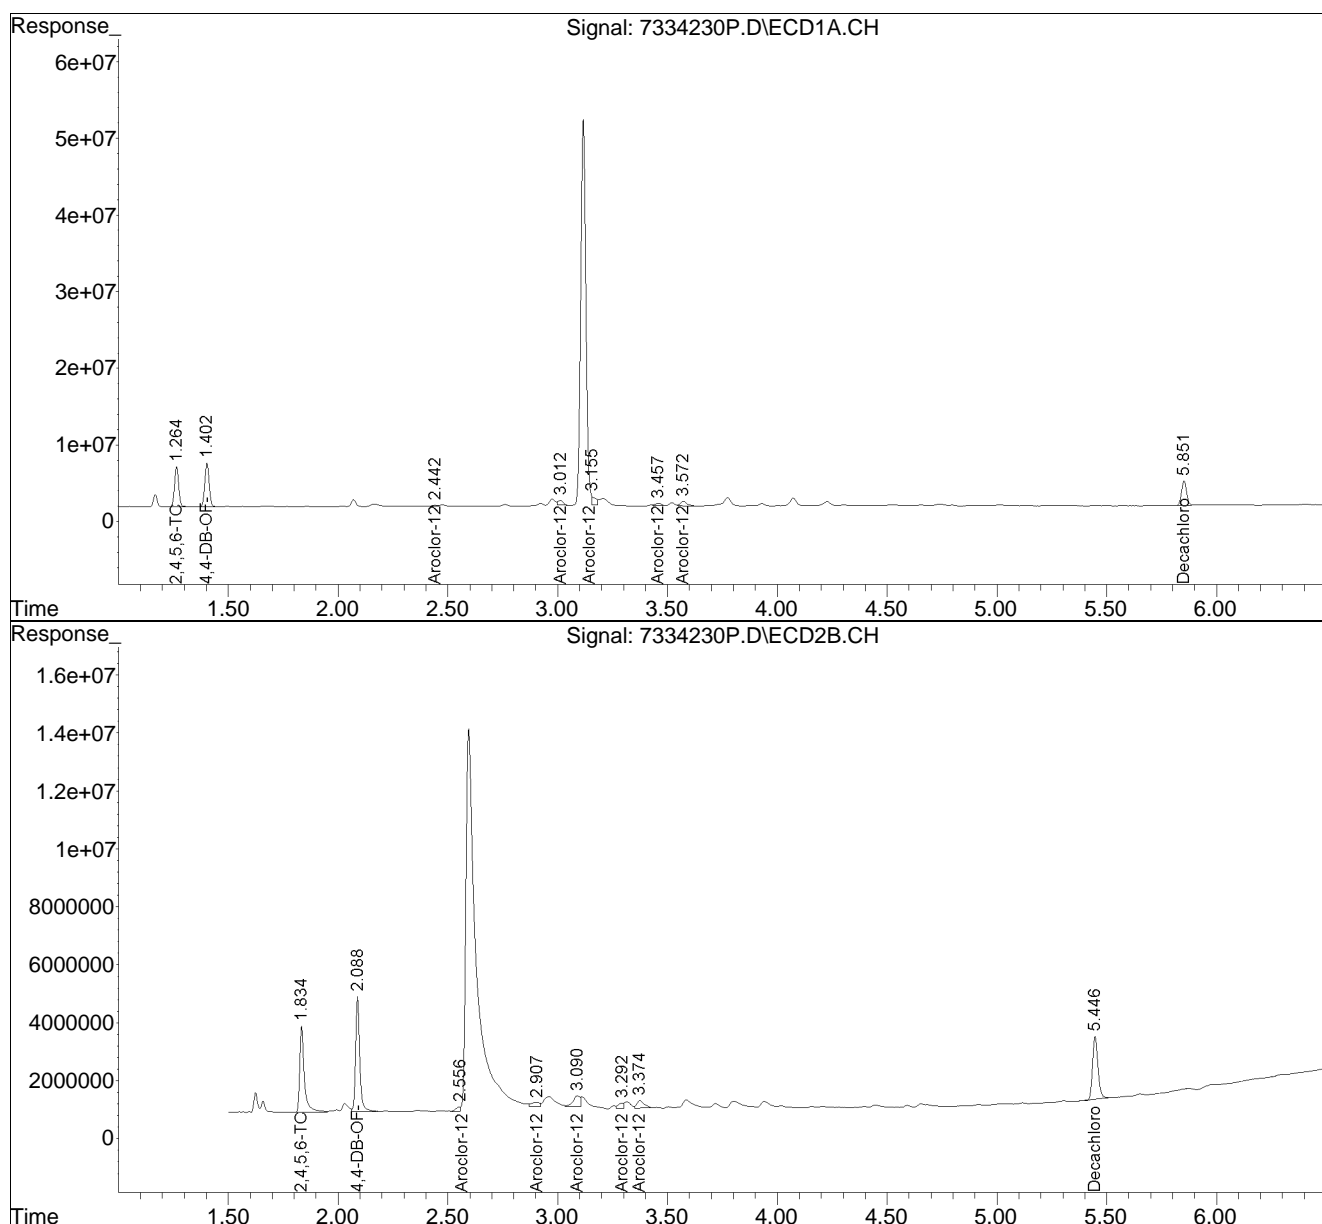 Response_
Signal: 7334230P.D\ECD1A.CH
6e+07
5e+07
4e+07
3e+07
2e+07
1e+07
0
1.264
1.402
2.442
3.012
3.155
3.457
3.572
5.851
2,4,5,6-TC
4,4-DB-OF
Aroclor-12
Aroclor-12
Aroclor-12
Aroclor-12
Aroclor-12
Decachloro
Time
1.50 2.00 2.50 3.00 3.50 4.00 4.50 5.00 5.50 6.00
Response_
Signal: 7334230P.D\ECD2B.CH
1.6e+07
1.4e+07
1.2e+07
1e+07
8000000
6000000
4000000
2000000
0
1.834
2.088
2.556
2.907
3.090
3.292
3.374
5.446
2,4,5,6-TC
4,4-DB-OF
Aroclor-12
Aroclor-12
Aroclor-12
Aroclor-12
Aroclor-12
Decachloro
Time
1.50 2.00 2.50 3.00 3.50 4.00 4.50 5.00 5.50 6.00